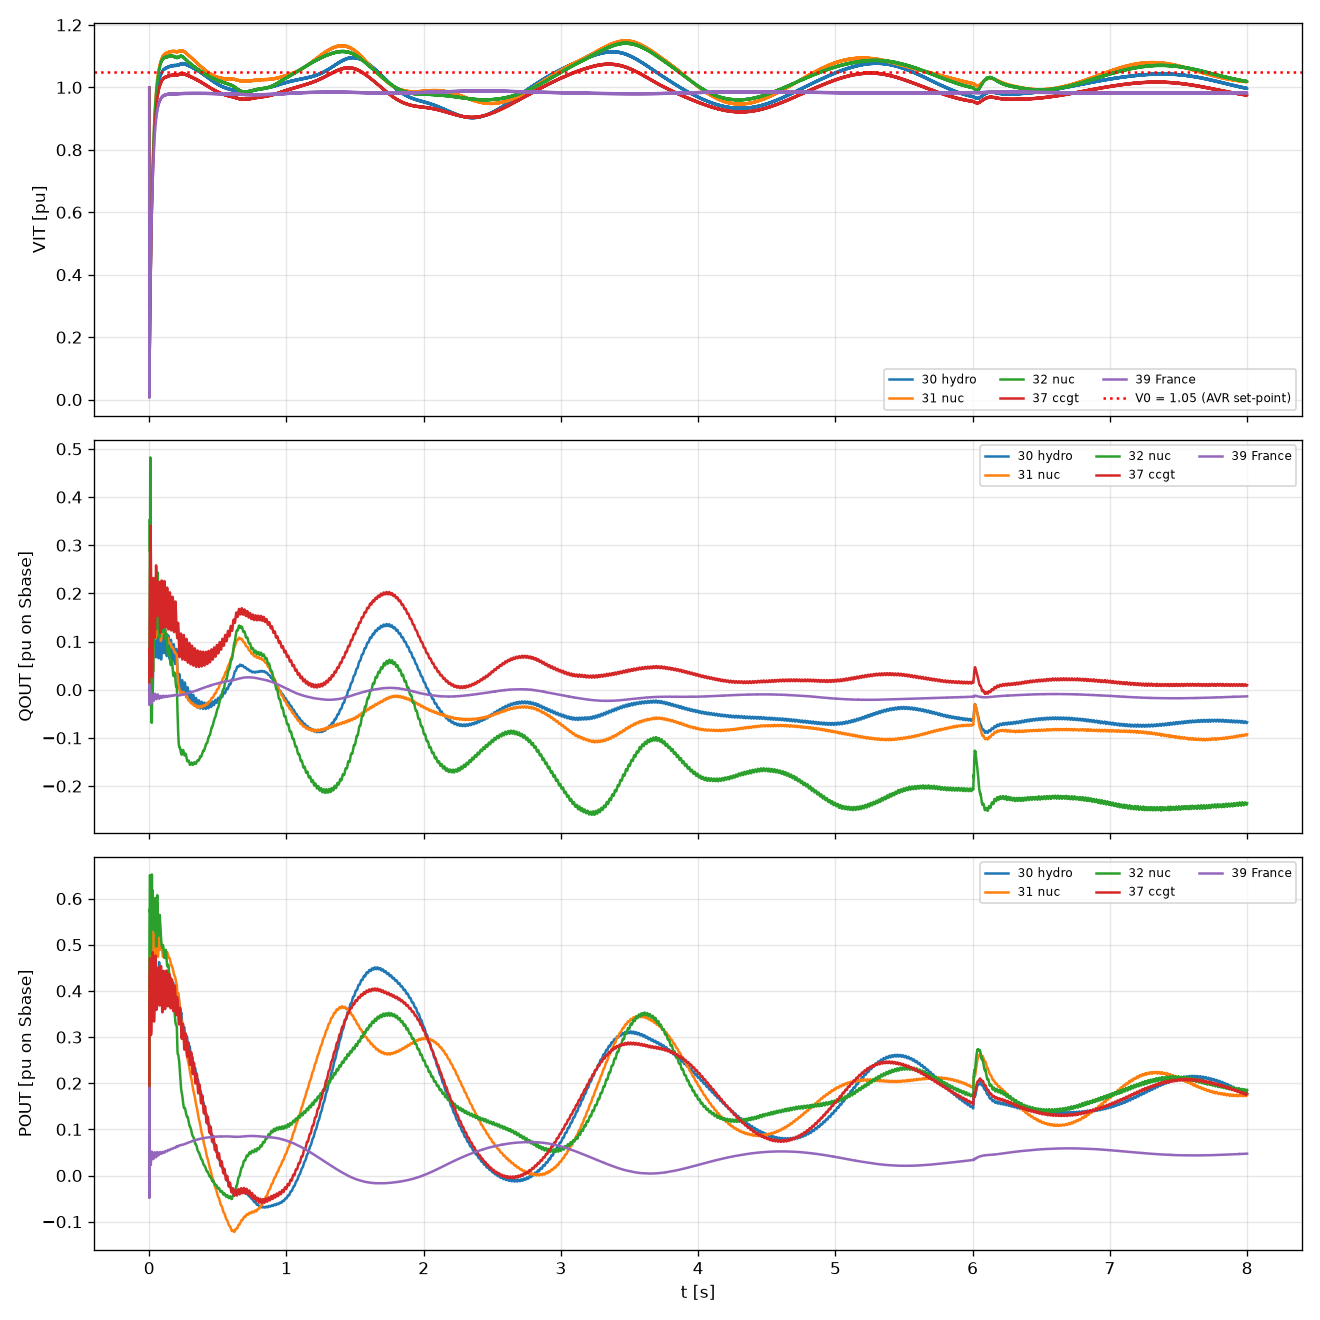 VIT [pu]
1.2
1.0
0.8
0.6
0.4
0.2
0.0
30 hydro
31 nuc
32 nuc
37 ccgt
39 France
V0 = 1.05 (AVR set-point)
QOUT [pu on Sbase]
0.5
0.4
0.3
0.2
0.1
0.0
−0.1
−0.2
30 hydro
31 nuc
32 nuc
37 ccgt
39 France
POUT [pu on Sbase]
0.6
0.5
0.4
0.3
0.2
0.1
0.0
−0.1
30 hydro
31 nuc
32 nuc
37 ccgt
39 France
0 1 2 3 4 5 6 7 8
t [s]